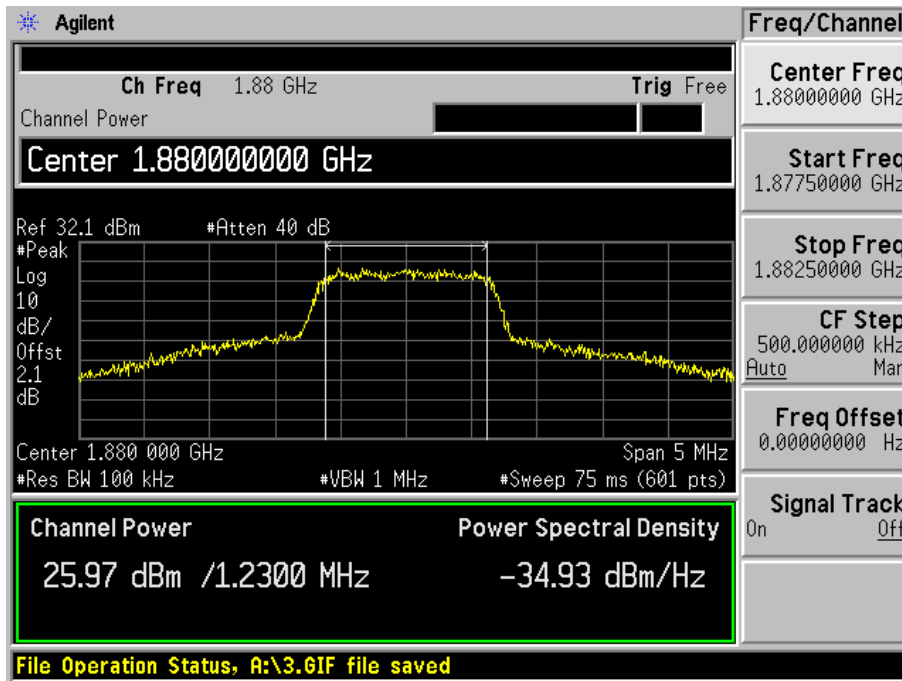 Agilent
Freq/Channel
Ch Freq 1.88 GHz Trig Free
Channel Power
Center 1.880000000 GHz
Ref 32.1 dBm #Atten 40 dB
#Peak
Log
10
dB/
Offst
2.1
dB
Center 1.880 000 GHz Span 5 MHz
#Res BW 100 kHz #VBW 1 MHz #Sweep 75 ms (601 pts)
Channel Power Power Spectral Density
25.97 dBm /1.2300 MHz -34.93 dBm/Hz
File Operation Status, A:\3.GIF file saved
Center Freq
1.88000000 GHz
Start Freq
1.87750000 GHz
Stop Freq
1.88250000 GHz
CF Step
500.000000 kHz
Auto Man
Freq Offset
0.00000000 Hz
Signal Track
On Off